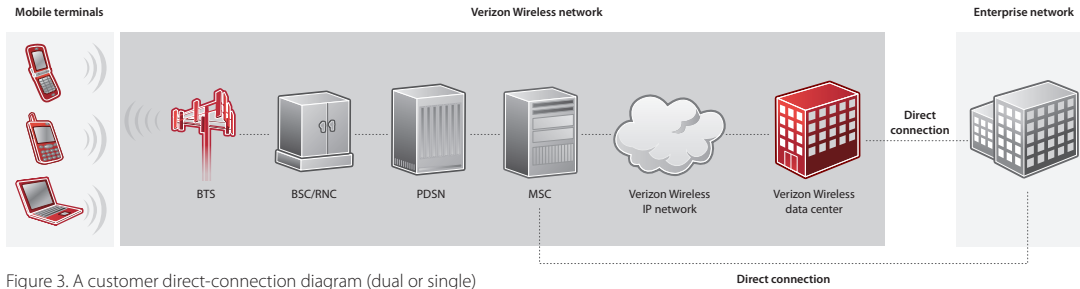 Mobile terminals
Verizon Wireless network
Enterprise network
Direct
connection
BTS
BSC/RNC
PDSN
MSC
Verizon Wireless
IP network
Verizon Wireless
data center
Direct connection
Figure 3. A customer direct-connection diagram (dual or single)